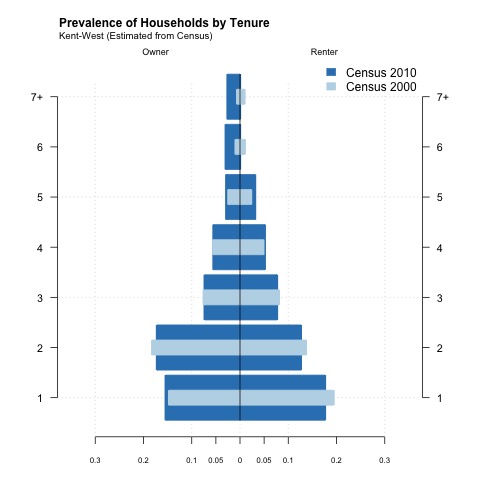 Prevalence of Households by Tenure
Kent-West (Estimated from Census)
Owner Renter
Census 2010
Census 2000
7+ 7+
6 6
5 5
4 4
3 3
2 2
1 1
0.3 0.2 0.1 0.05 0 0.05 0.1 0.2 0.3